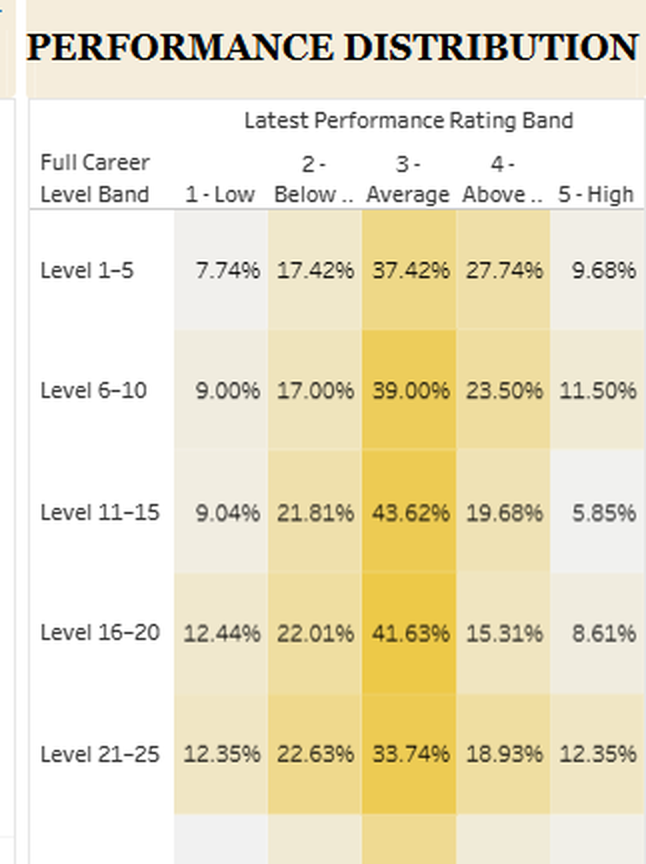 PERFORMANCE DISTRIBUTION
Latest Performance Rating Band
Full Career 2 - 3 - 4 -
Level Band 1 - Low Below .. Average Above .. 5 - High
Level 1–5 7.74% 17.42% 37.42% 27.74% 9.68%
Level 6–10 9.00% 17.00% 39.00% 23.50% 11.50%
Level 11–15 9.04% 21.81% 43.62% 19.68% 5.85%
Level 16–20 12.44% 22.01% 41.63% 15.31% 8.61%
Level 21–25 12.35% 22.63% 33.74% 18.93% 12.35%